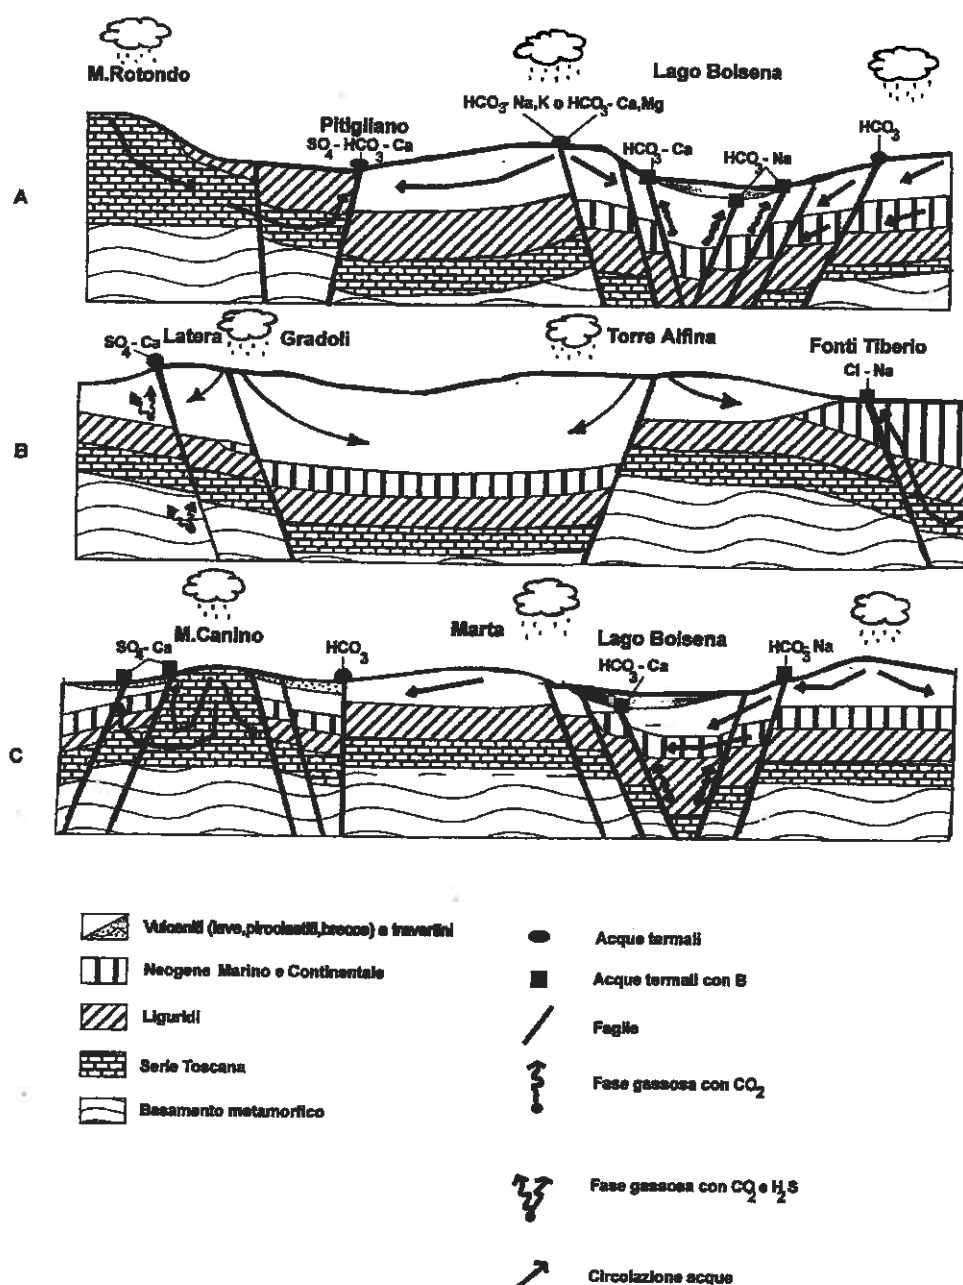 M.Rotondo
Pitigliano
SO4-HCO3-Ca
HCO3-Na,K o HCO3-Ca,Mg
Lago Bolsena
HCO3-Ca
HCO3-Na
HCO3
A
SO4-Ca
Latera
Gradoli
Torre Alfina
Fonti Tiberio
Cl-Na
B
M.Canino
SO4-Ca
HCO3
Marta
Lago Bolsena
HCO3-Ca
HCO3-Na
C
Vulcaniti (lave,piroclastiti,brecce) e travertini
Neogene Marino e Continentale
Liguridi
Serie Toscana
Basamento metamorfico
Acque termali
Acque termali con B
Faglie
Fase gassosa con CO2
Fase gassosa con CO2 e H2S
Circolazione acque